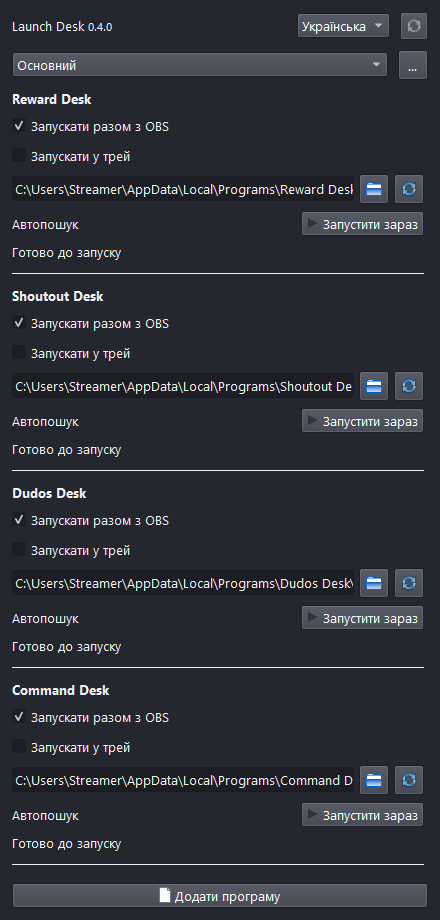 Launch Desk 0.4.0 Українська
Основний ...
Reward Desk
Запускати разом з OBS
Запускати у трей
C:\Users\Streamer\AppData\Local\Programs\Reward Desk
Автопошук Запустити зараз
Готово до запуску
Shoutout Desk
Запускати разом з OBS
Запускати у трей
C:\Users\Streamer\AppData\Local\Programs\Shoutout De
Автопошук Запустити зараз
Готово до запуску
Dudos Desk
Запускати разом з OBS
Запускати у трей
C:\Users\Streamer\AppData\Local\Programs\Dudos Desk\
Автопошук Запустити зараз
Готово до запуску
Command Desk
Запускати разом з OBS
Запускати у трей
C:\Users\Streamer\AppData\Local\Programs\Command D
Автопошук Запустити зараз
Готово до запуску
Додати програму